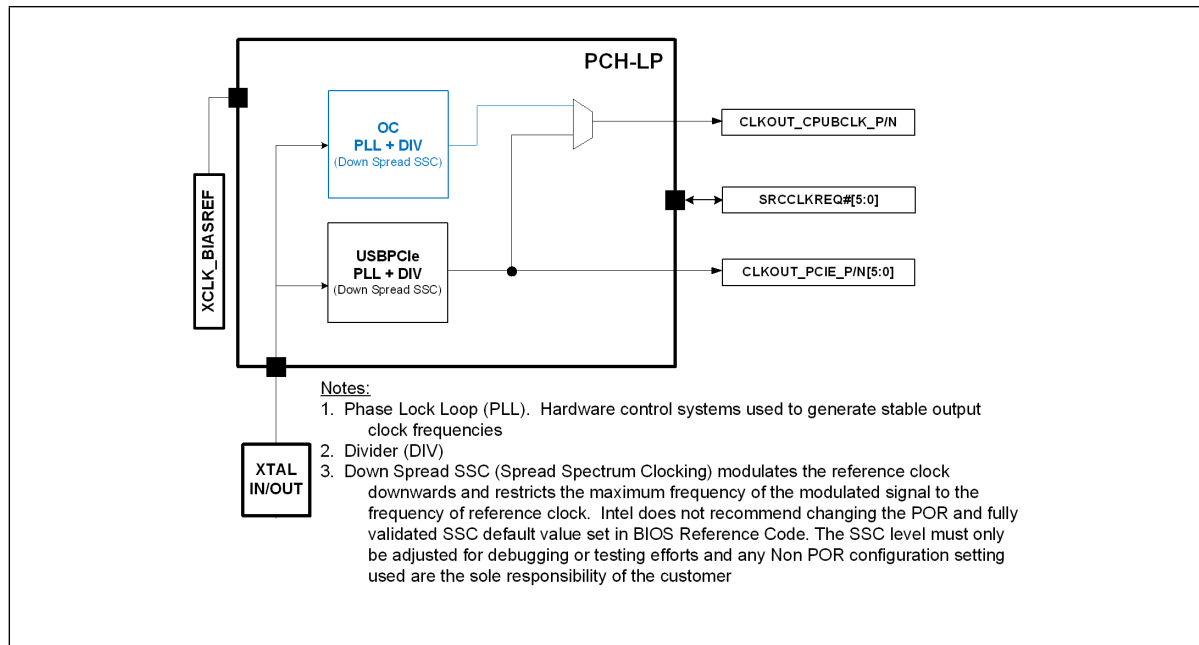 PCH-LP
OC
PLL + DIV
(Down Spread SSC)
CLKOUT_CPUBCLK_P/N
XCLK_BIASREF
SRCCLKREQ#[5:0]
USBPCIe
PLL + DIV
(Down Spread SSC)
CLKOUT_PCIE_P/N[5:0]
XTAL
IN/OUT
Notes:
1. Phase Lock Loop (PLL). Hardware control systems used to generate stable output
clock frequencies
2. Divider (DIV)
3. Down Spread SSC (Spread Spectrum Clocking) modulates the reference clock
downwards and restricts the maximum frequency of the modulated signal to the
frequency of reference clock. Intel does not recommend changing the POR and fully
validated SSC default value set in BIOS Reference Code. The SSC level must only
be adjusted for debugging or testing efforts and any Non POR configuration setting
used are the sole responsibility of the customer